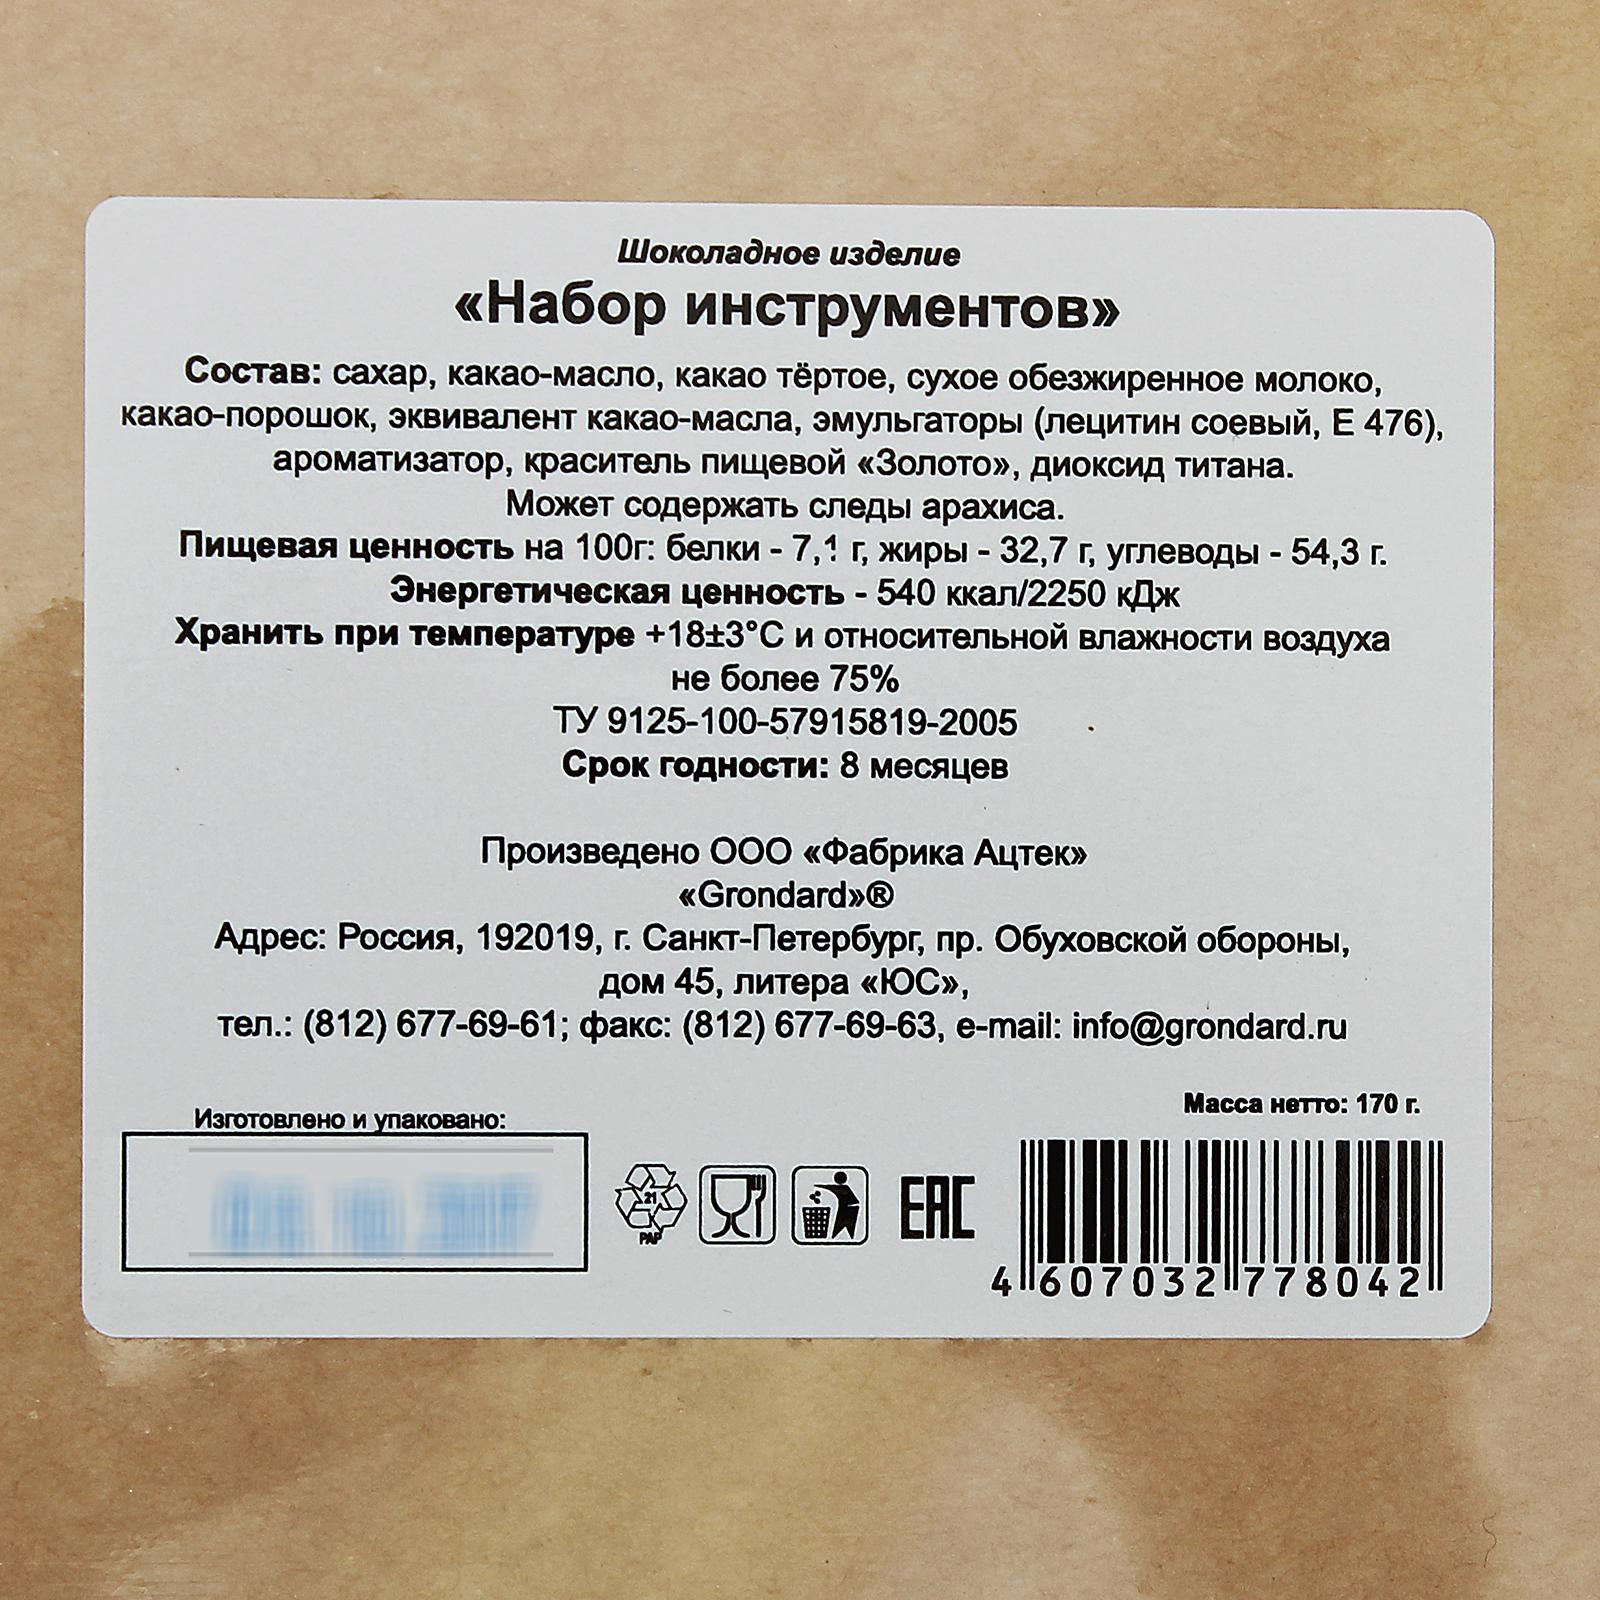 Шоколадное изделие
«Набор инструментов»
Состав: сахар, какао-масло, какао тёртое, сухое обезжиренное молоко,
какао-порошок, эквивалент какао-масла, эмульгаторы (лецитин соевый, Е 476),
ароматизатор, краситель пищевой «Золото», диоксид титана.
Может содержать следы арахиса.
Пищевая ценность на 100г: белки - 7,1 г, жиры - 32,7 г, углеводы - 54,3 г.
Энергетическая ценность - 540 ккал/2250 кДж
Хранить при температуре +18±3°С и относительной влажности воздуха
не более 75%
ТУ 9125-100-57915819-2005
Срок годности: 8 месяцев
Произведено ООО «Фабрика Ацтек»
«Grondard»®
Адрес: Россия, 192019, г. Санкт-Петербург, пр. Обуховской обороны,
дом 45, литера «ЮС»,
тел.: (812) 677-69-61; факс: (812) 677-69-63, e-mail: info@grondard.ru
Масса нетто: 170 г.
Изготовлено и упаковано:
21
PAP
EAC
4 607032 778042